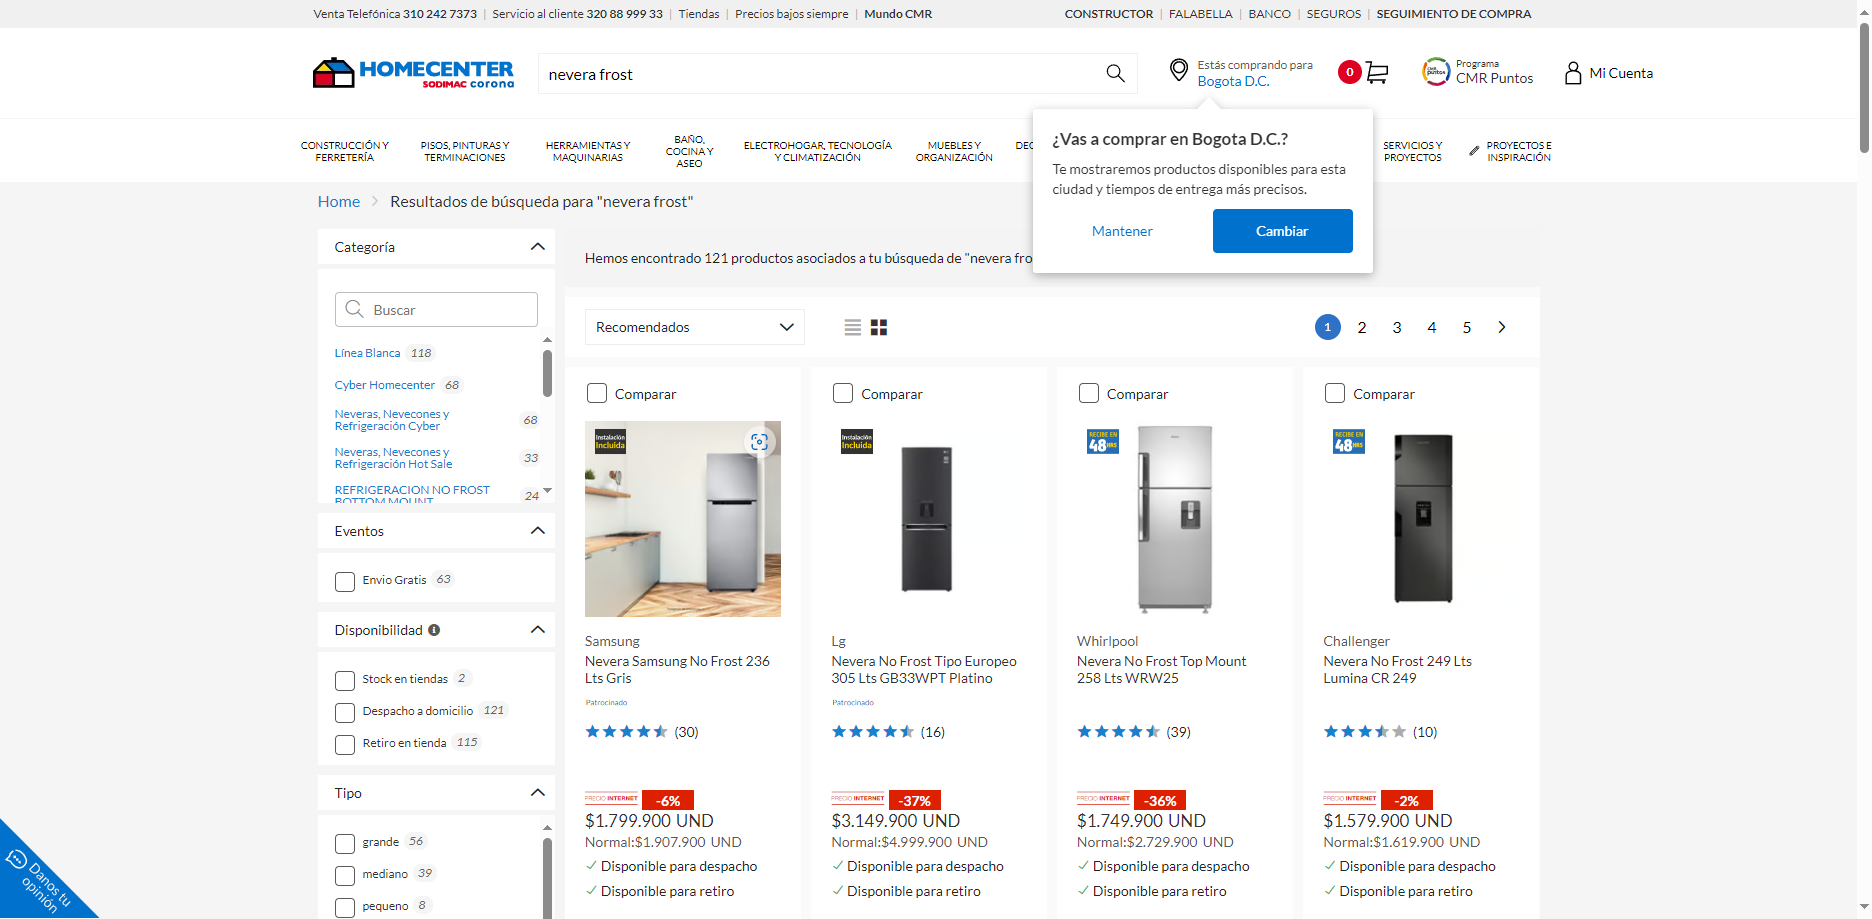 Venta Telefónica 310 242 7373 | Servicio al cliente 320 88 999 33 | Tiendas | Precios bajos siempre | Mundo CMR
CONSTRUCTOR | FALABELLA | BANCO | SEGUROS | SEGUIMIENTO DE COMPRA
HOMECENTER
SODIMAC corona
nevera frost
Estás comprando para
Bogota D.C.
0
CMR puntos
Programa
CMR Puntos
Mi Cuenta
CONSTRUCCIÓN Y
FERRETERÍA
PISOS, PINTURAS Y
TERMINACIONES
HERRAMIENTAS Y
MAQUINARIAS
BAÑO,
COCINA Y
ASEO
ELECTROHOGAR, TECNOLOGÍA
Y CLIMATIZACIÓN
MUEBLES Y
ORGANIZACIÓN
DEC
SERVICIOS Y
PROYECTOS
PROYECTOS E
INSPIRACIÓN
¿Vas a comprar en Bogota D.C.?
Te mostraremos productos disponibles para esta
ciudad y tiempos de entrega más precisos.
Mantener
Cambiar
Home > Resultados de búsqueda para "nevera frost"
Categoría
Buscar
Línea Blanca 118
Cyber Homecenter 68
Neveras, Nevecones y
Refrigeración Cyber 68
Neveras, Nevecones y
Refrigeración Hot Sale 33
REFRIGERACION NO FROST
BOTTOM MOUNT 24
Eventos
Envio Gratis 63
Disponibilidad
Stock en tiendas 2
Despacho a domicilio 121
Retiro en tienda 115
Tipo
grande 56
mediano 39
pequeno 8
Danos tu
opinión
Hemos encontrado 121 productos asociados a tu búsqueda de "nevera fro
Recomendados
1 2 3 4 5
Comparar
Instalación
Incluida
Samsung
Nevera Samsung No Frost 236
Lts Gris
Patrocinado
(30)
PRECIO INTERNET -6%
$1.799.900 UND
Normal:$1.907.900 UND
Disponible para despacho
Disponible para retiro
Comparar
Instalación
Incluida
Lg
Nevera No Frost Tipo Europeo
305 Lts GB33WPT Platino
Patrocinado
(16)
PRECIO INTERNET -37%
$3.149.900 UND
Normal:$4.999.900 UND
Disponible para despacho
Disponible para retiro
Comparar
RECIBE EN
48HRS
Whirlpool
Nevera No Frost Top Mount
258 Lts WRW25
(39)
PRECIO INTERNET -36%
$1.749.900 UND
Normal:$2.729.900 UND
Disponible para despacho
Disponible para retiro
Comparar
RECIBE EN
48HRS
Challenger
Nevera No Frost 249 Lts
Lumina CR 249
(10)
PRECIO INTERNET -2%
$1.579.900 UND
Normal:$1.619.900 UND
Disponible para despacho
Disponible para retiro